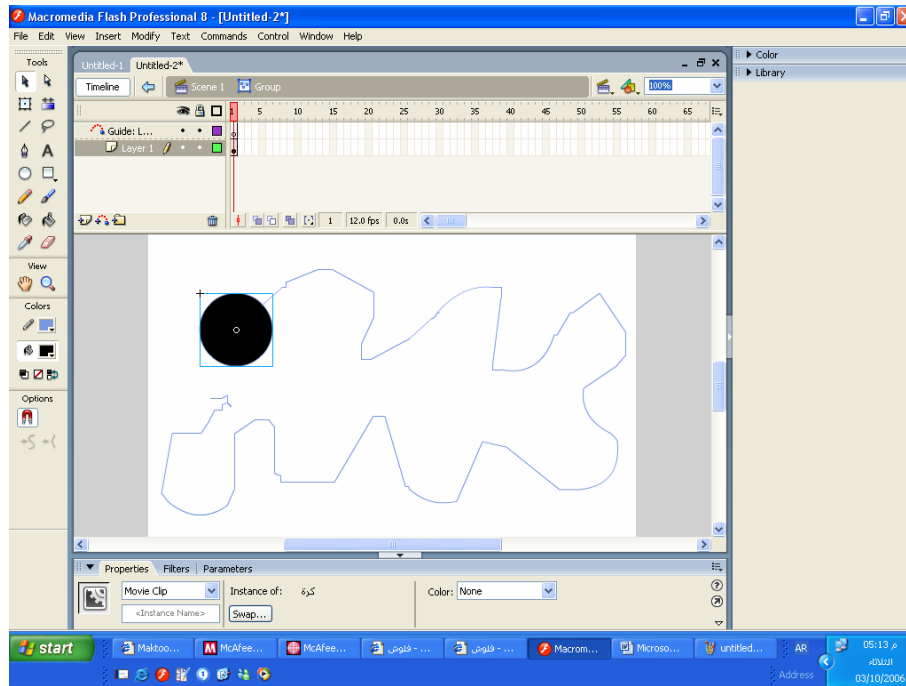 Macromedia Flash Professional 8 - [Untitled-2*]
File Edit View Insert Modify Text Commands Control Window Help
Tools
View
Colors
Options
Untitled-1 Untitled-2*
Timeline Scene 1 Group 100%
1 5 10 15 20 25 30 35 40 45 50 55 60 65
Guide: L...
Layer 1
1 12.0 fps 0.0s
Color
Library
Properties Filters Parameters
Movie Clip Instance of: كرة Color: None
<Instance Name> Swap...
start Maktoo... McAfee... McAfee... فلوش - ... فلوش - ... Macrom... Microso... untitled... AR 05:13 م
الثلاثاء
Address 03/10/2006